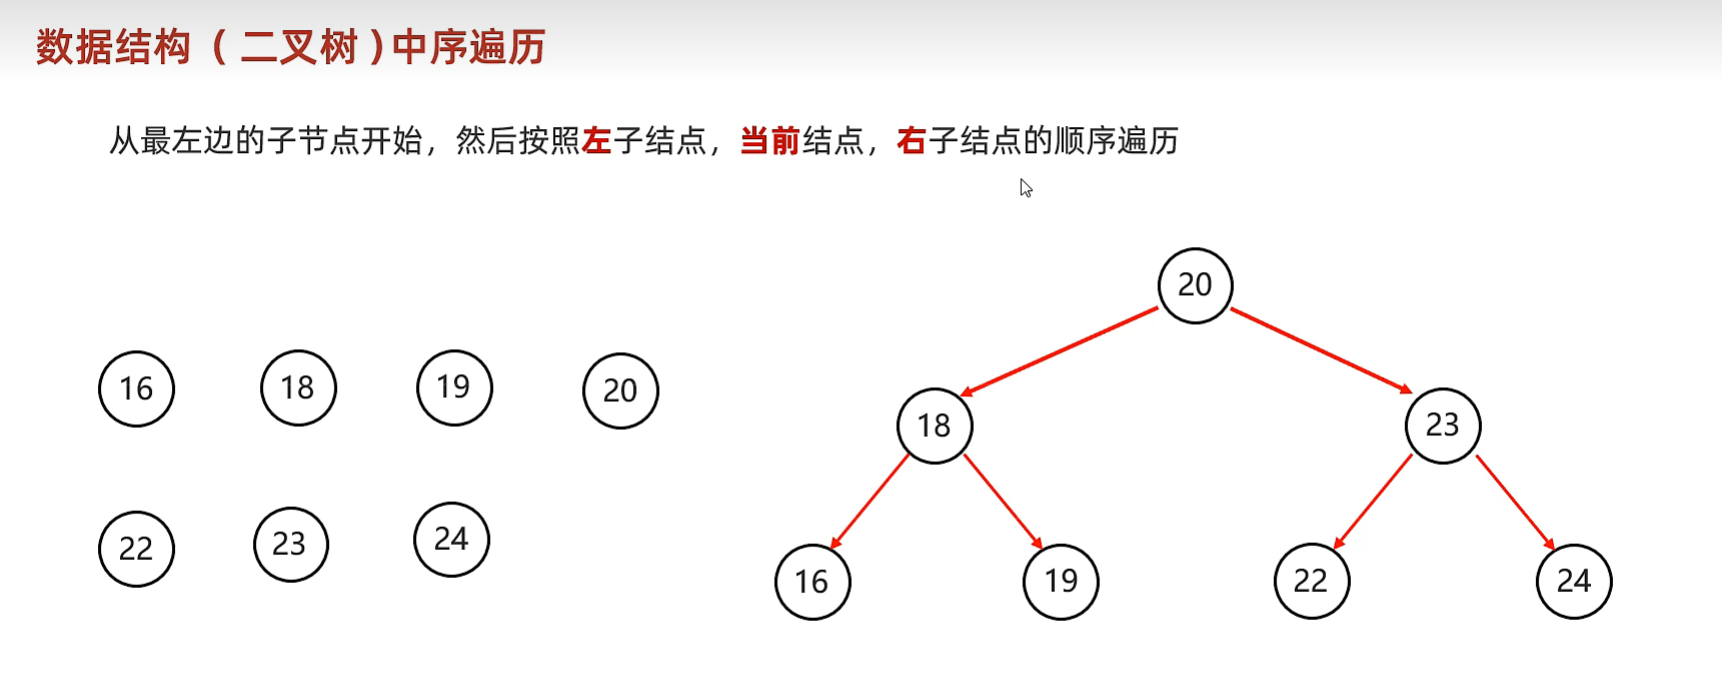 数据结构（二叉树）中序遍历
从最左边的子节点开始，然后按照左子结点，当前结点，右子结点的顺序遍历
20
16 18 19 20
18 23
22 23 24
16 19 22 24